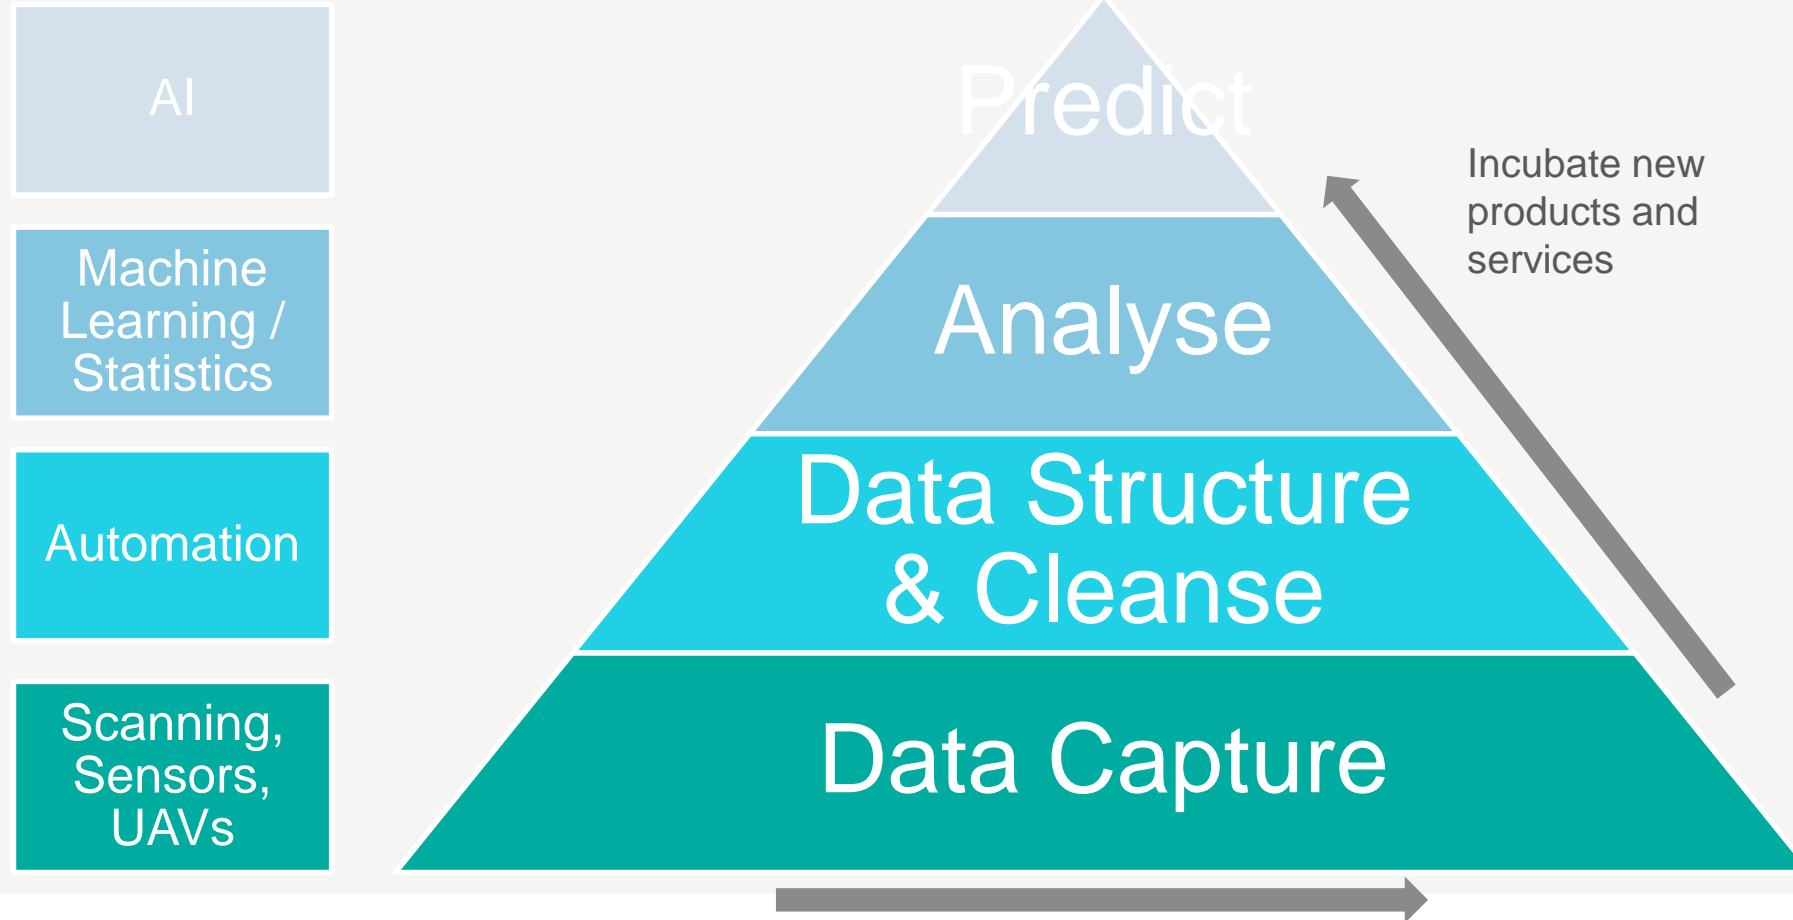 AI
Predict
Incubate new
products and
services
Machine
Learning /
Statistics
Analyse
Automation
Data Structure
& Cleanse
Scanning,
Sensors,
UAVs
Data Capture